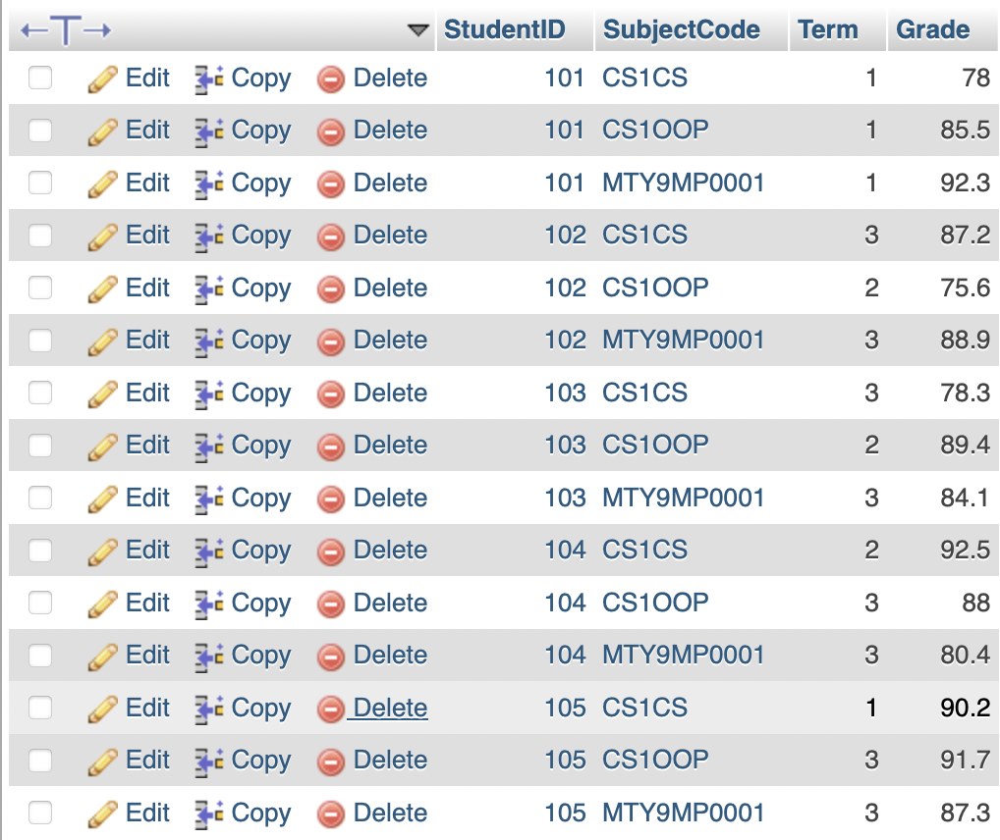 ←T→ StudentID SubjectCode Term Grade
Edit Copy Delete 101 CS1CS 1 78
Edit Copy Delete 101 CS1OOP 1 85.5
Edit Copy Delete 101 MTY9MP0001 1 92.3
Edit Copy Delete 102 CS1CS 3 87.2
Edit Copy Delete 102 CS1OOP 2 75.6
Edit Copy Delete 102 MTY9MP0001 3 88.9
Edit Copy Delete 103 CS1CS 3 78.3
Edit Copy Delete 103 CS1OOP 2 89.4
Edit Copy Delete 103 MTY9MP0001 3 84.1
Edit Copy Delete 104 CS1CS 2 92.5
Edit Copy Delete 104 CS1OOP 3 88
Edit Copy Delete 104 MTY9MP0001 3 80.4
Edit Copy Delete 105 CS1CS 1 90.2
Edit Copy Delete 105 CS1OOP 3 91.7
Edit Copy Delete 105 MTY9MP0001 3 87.3